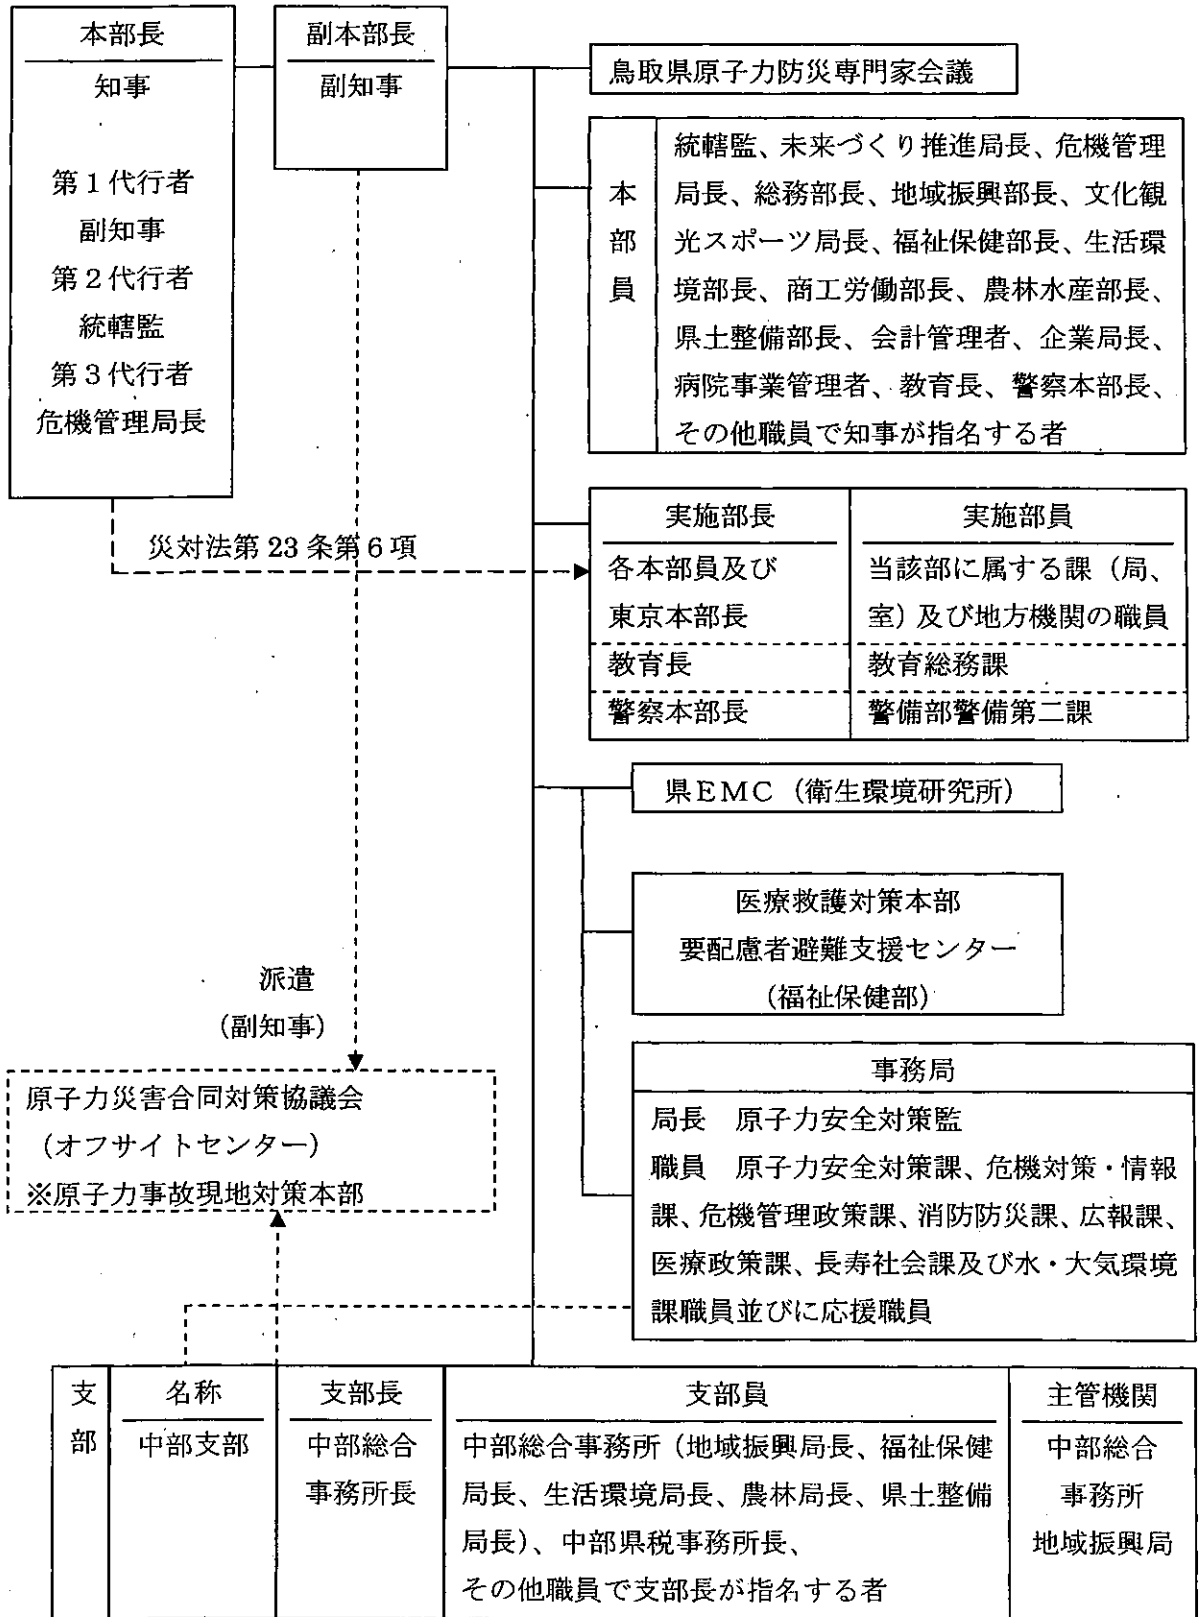 本部長
知事
第1代行者
副知事
第2代行者
統轄監
第3代行者
危機管理局長
副本部長
副知事
鳥取県原子力防災専門家会議
本部員
統轄監、未来づくり推進局長、危機管理
局長、総務部長、地域振興部長、文化観
光スポーツ局長、福祉保健部長、生活環
境部長、商工労働部長、農林水産部長、
県土整備部長、会計管理者、企業局長、
病院事業管理者、教育長、警察本部長、
その他職員で知事が指名する者
災対法第23条第6項
実施部長
実施部員
各本部員及び
東京本部長
当該部に属する課（局、
室）及び地方機関の職員
教育長
教育総務課
警察本部長
警備部警備第二課
県EMC（衛生環境研究所）
医療救護対策本部
要配慮者避難支援センター
（福祉保健部）
派遣
（副知事）
原子力災害合同対策協議会
（オフサイトセンター）
※原子力事故現地対策本部
事務局
局長　原子力安全対策監
職員　原子力安全対策課、危機対策・情報
課、危機管理政策課、消防防災課、広報課、
医療政策課、長寿社会課及び水・大気環境
課職員並びに応援職員
支部
名称
中部支部
支部長
中部総合
事務所長
支部員
中部総合事務所（地域振興局長、福祉保健
局長、生活環境局長、農林局長、県土整備
局長）、中部県税事務所長、
その他職員で支部長が指名する者
主管機関
中部総合
事務所
地域振興局